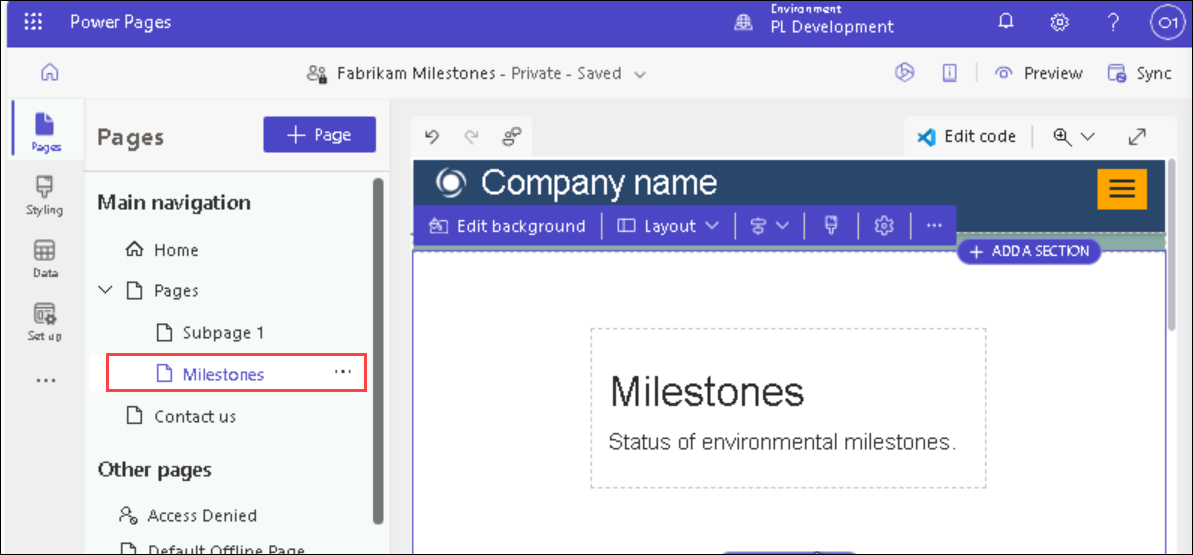 Power Pages
Environment
PL Development
O1
Fabrikam Milestones - Private - Saved
Preview
Sync
Pages
Styling
Data
Set up
Pages
Page
Main navigation
Home
Pages
Subpage 1
Milestones
Contact us
Other pages
Access Denied
Default Offline Page
Edit code
Company name
Edit background
Layout
ADD A SECTION
Milestones
Status of environmental milestones.